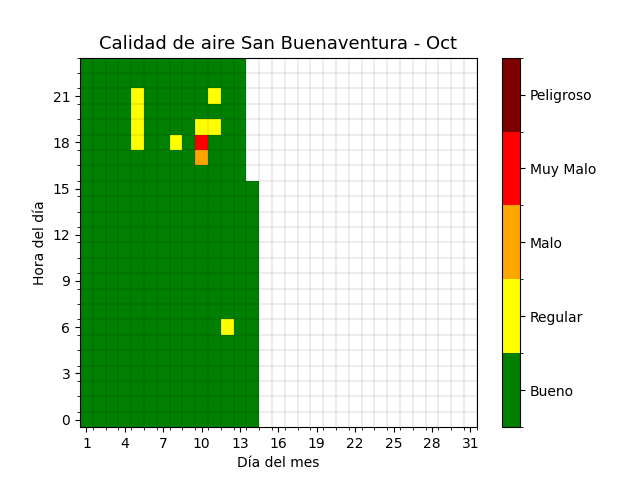 Calidad de aire San Buenaventura - Oct
Peligroso
Muy Malo
Malo
Regular
Bueno
Hora del día
21
18
15
12
9
6
3
0
1 4 7 10 13 16 19 22 25 28 31
Día del mes